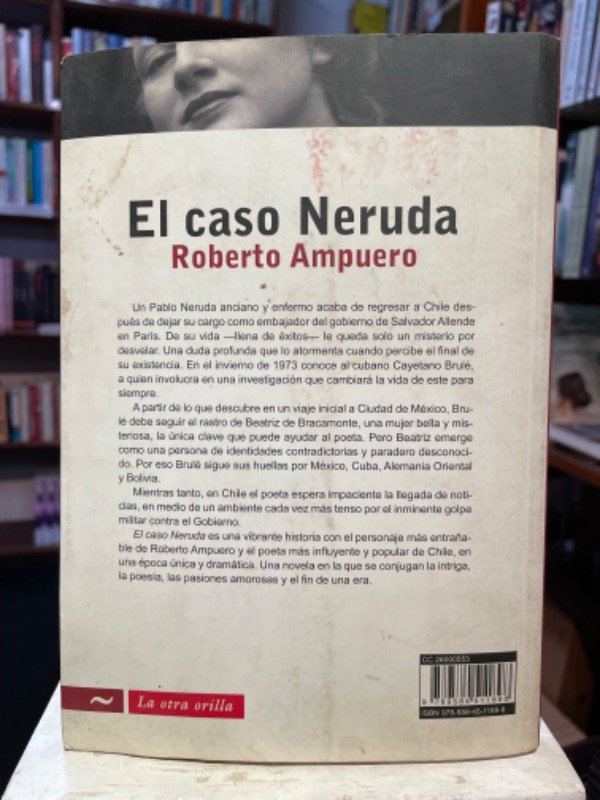 El caso Neruda
Roberto Ampuero
Un Pablo Neruda anciano y enfermo acaba de regresar a Chile des-
pués de dejar su cargo como embajador del gobierno de Salvador Allende
en París. De su vida —llena de éxitos— le queda solo un misterio por
desvelar. Una duda profunda que lo atormenta cuando percibe el final de
su existencia. En el invierno de 1973 conoce al cubano Cayetano Brulé,
a quien involucra en una investigación que cambiará la vida de este para
siempre.
A partir de lo que descubre en un viaje inicial a Ciudad de México, Bru-
lé debe seguir el rastro de Beatriz de Bracamonte, una mujer bella y mis-
teriosa, la única clave que puede ayudar al poeta. Pero Beatriz emerge
como una persona de identidades contradictorias y paradero desconoci-
do. Por eso Brulé sigue sus huellas por México, Cuba, Alemania Oriental
y Bolivia.
Mientras tanto, en Chile el poeta espera impaciente la llegada de noti-
cias, en medio de un ambiente cada vez más tenso por el inminente golpe
militar contra el Gobierno.
El caso Neruda es una vibrante historia con el personaje más entraña-
ble de Roberto Ampuero y el poeta más influyente y popular de Chile, en
una época única y dramática. Una novela en la que se conjugan la intriga,
la poesía, las pasiones amorosas y el fin de una era.
CC 26000553
ISBN
~ La otra orilla